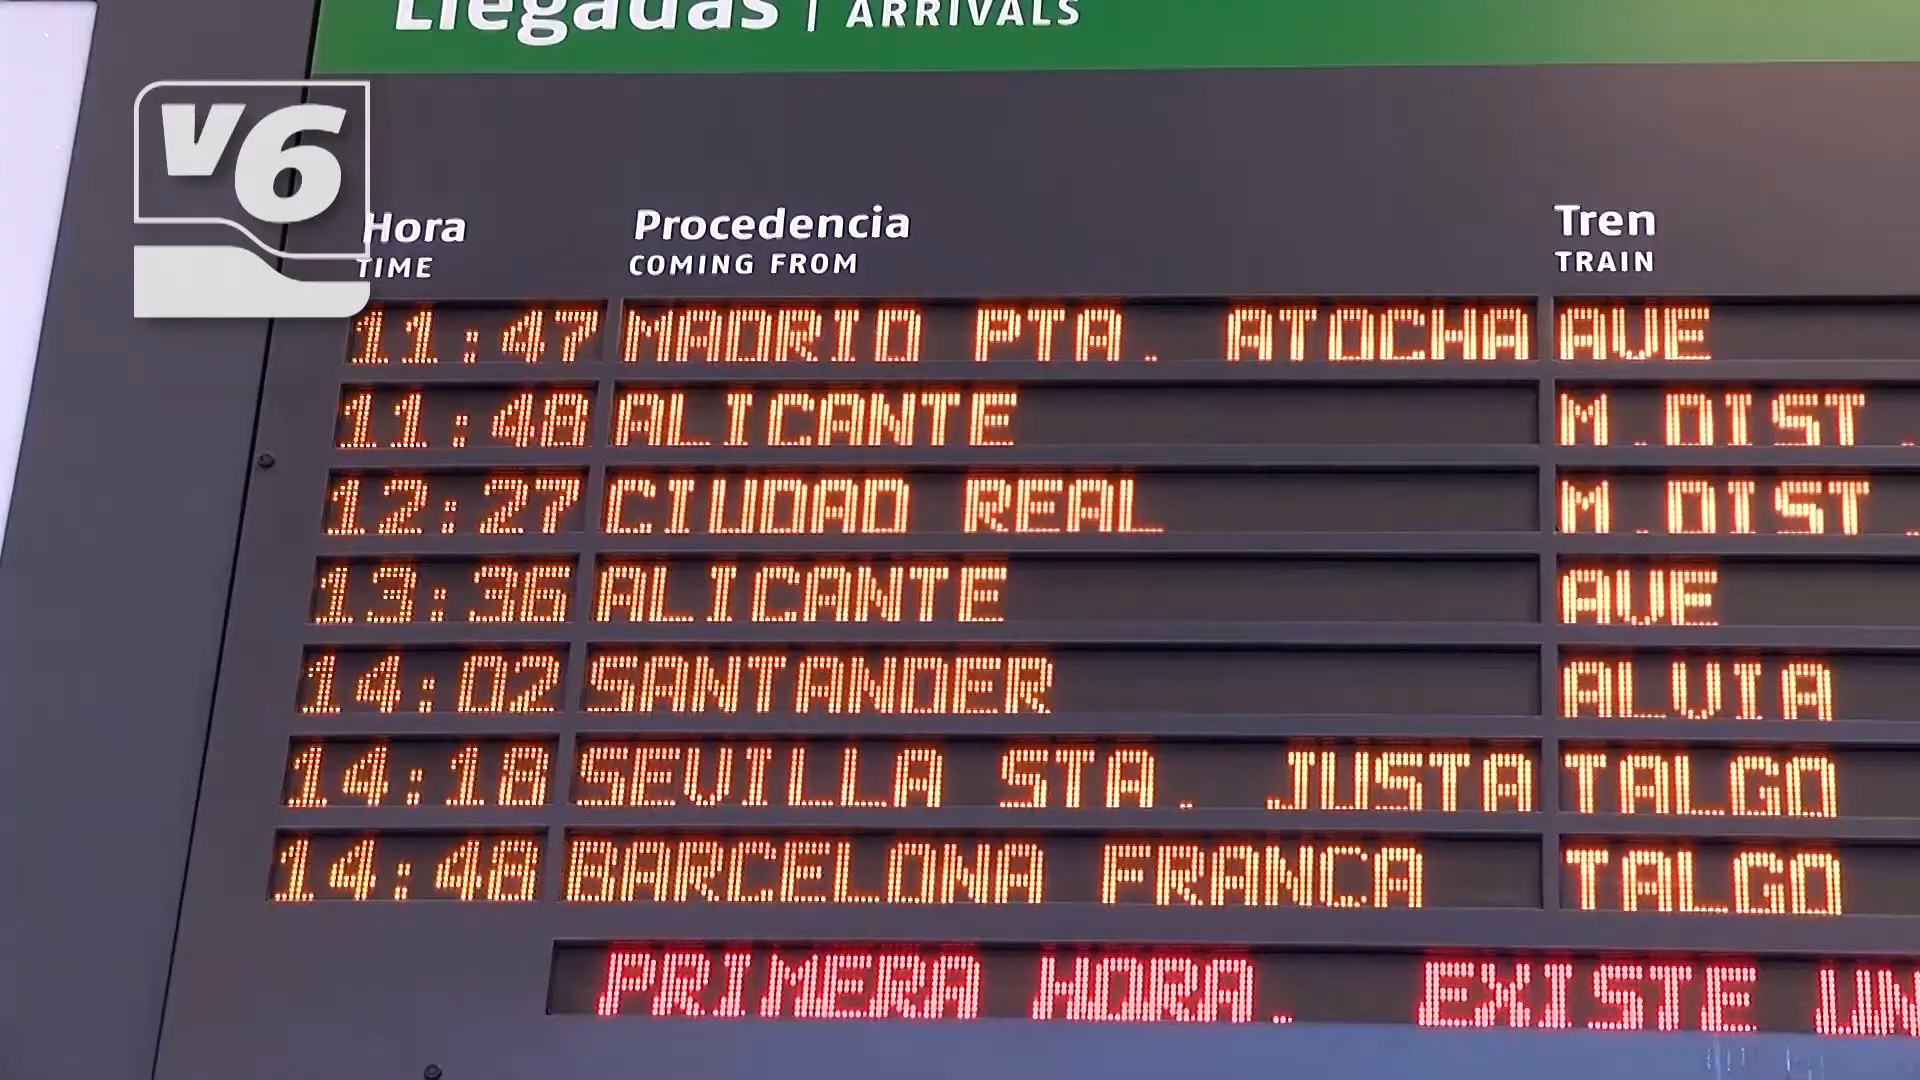 Llegadas | ARRIVALS
v6
Hora Procedencia Tren
TIME COMING FROM TRAIN
11:47 MADRID PTA. ATOCHA AVE
11:48 ALICANTE M.DIST.
12:27 CIUDAD REAL M.DIST.
13:36 ALICANTE AVE
14:02 SANTANDER ALVIA
14:18 SEVILLA STA. JUSTA TALGO
14:48 BARCELONA FRANCA TALGO
PRIMERA HORA. EXISTE UN